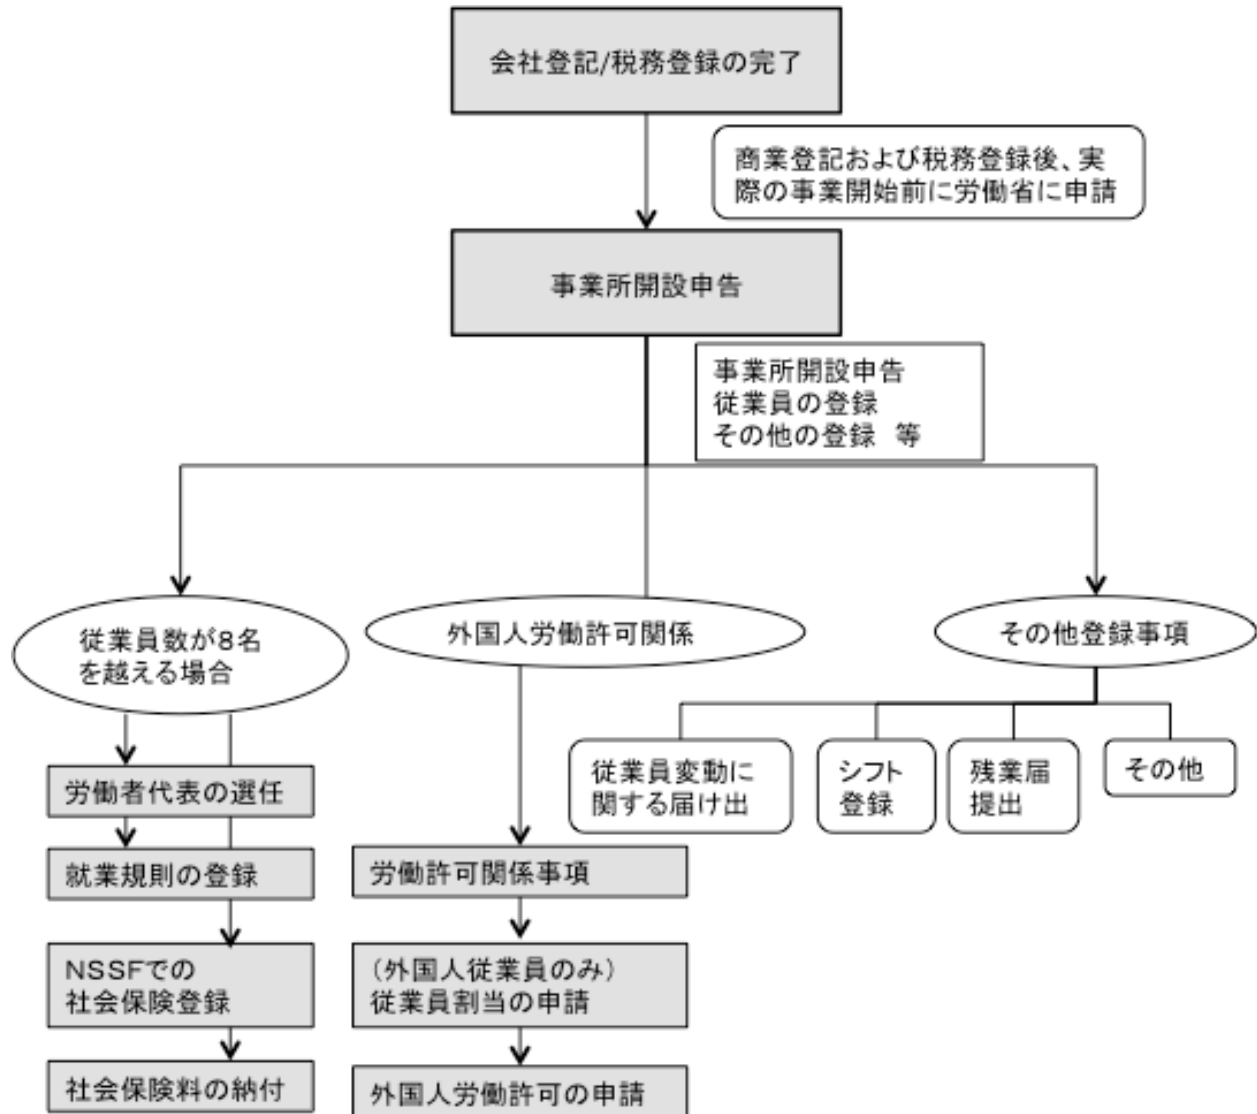 会社登記/税務登録の完了
商業登記および税務登録後、実
際の事業開始前に労働省に申請
事業所開設申告
事業所開設申告
従業員の登録
その他の登録　等
従業員数が8名
を越える場合
外国人労働許可関係
その他登録事項
従業員変動に
関する届け出
シフト
登録
残業届
提出
その他
労働者代表の選任
就業規則の登録
NSSFでの
社会保険登録
社会保険料の納付
労働許可関係事項
(外国人従業員のみ)
従業員割当の申請
外国人労働許可の申請